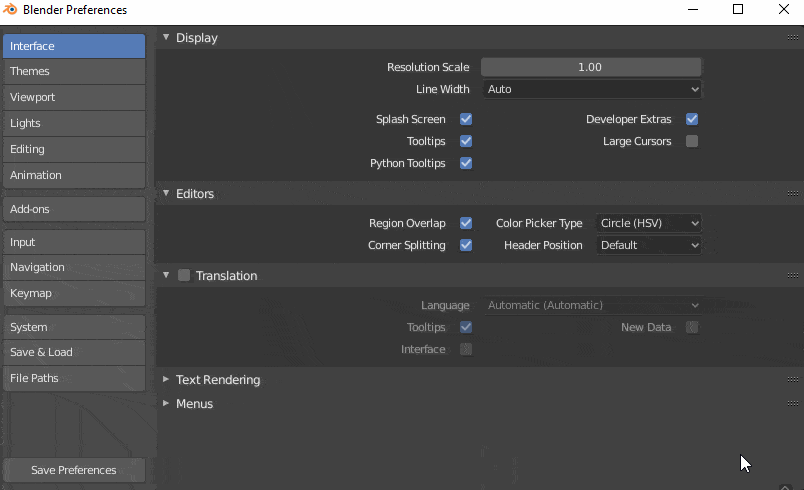 Blender Preferences
Interface
Themes
Viewport
Lights
Editing
Animation
Add-ons
Input
Navigation
Keymap
System
Save & Load
File Paths
Save Preferences
Display
Resolution Scale 1.00
Line Width Auto
Splash Screen Developer Extras
Tooltips Large Cursors
Python Tooltips
Editors
Region Overlap Color Picker Type Circle (HSV)
Corner Splitting Header Position Default
Translation
Language Automatic (Automatic)
Tooltips New Data
Interface
Text Rendering
Menus